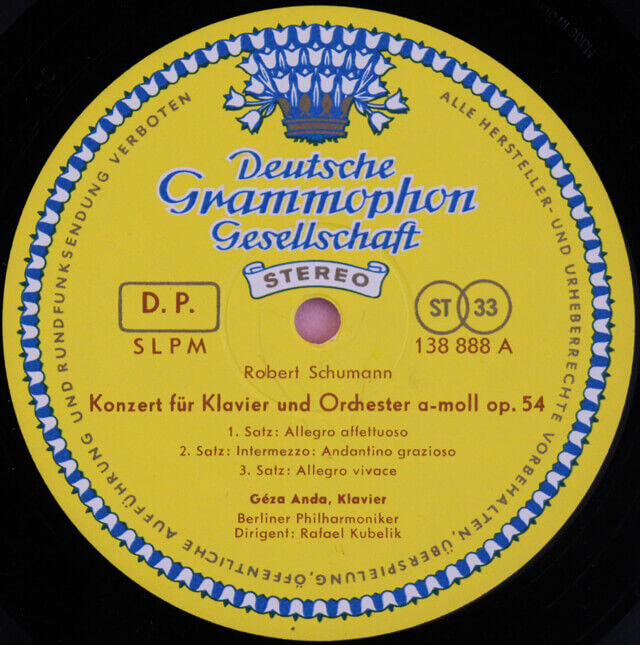 ALLE HERSTELLER- UND URHEBERRECHTE VORBEHALTEN, ÜBERSPIELUNG, ÖFFENTLICHE AUFFÜHRUNG UND RUNDFUNKSENDUNG VERBOTEN
Deutsche
Grammophon
Gesellschaft
STEREO
D. P.
SLPM
ST 33
138 888 A
Robert Schumann
Konzert für Klavier und Orchester a-moll op. 54
1. Satz: Allegro affettuoso
2. Satz: Intermezzo: Andantino grazioso
3. Satz: Allegro vivace
Géza Anda, Klavier
Berliner Philharmoniker
Dirigent: Rafael Kubelik